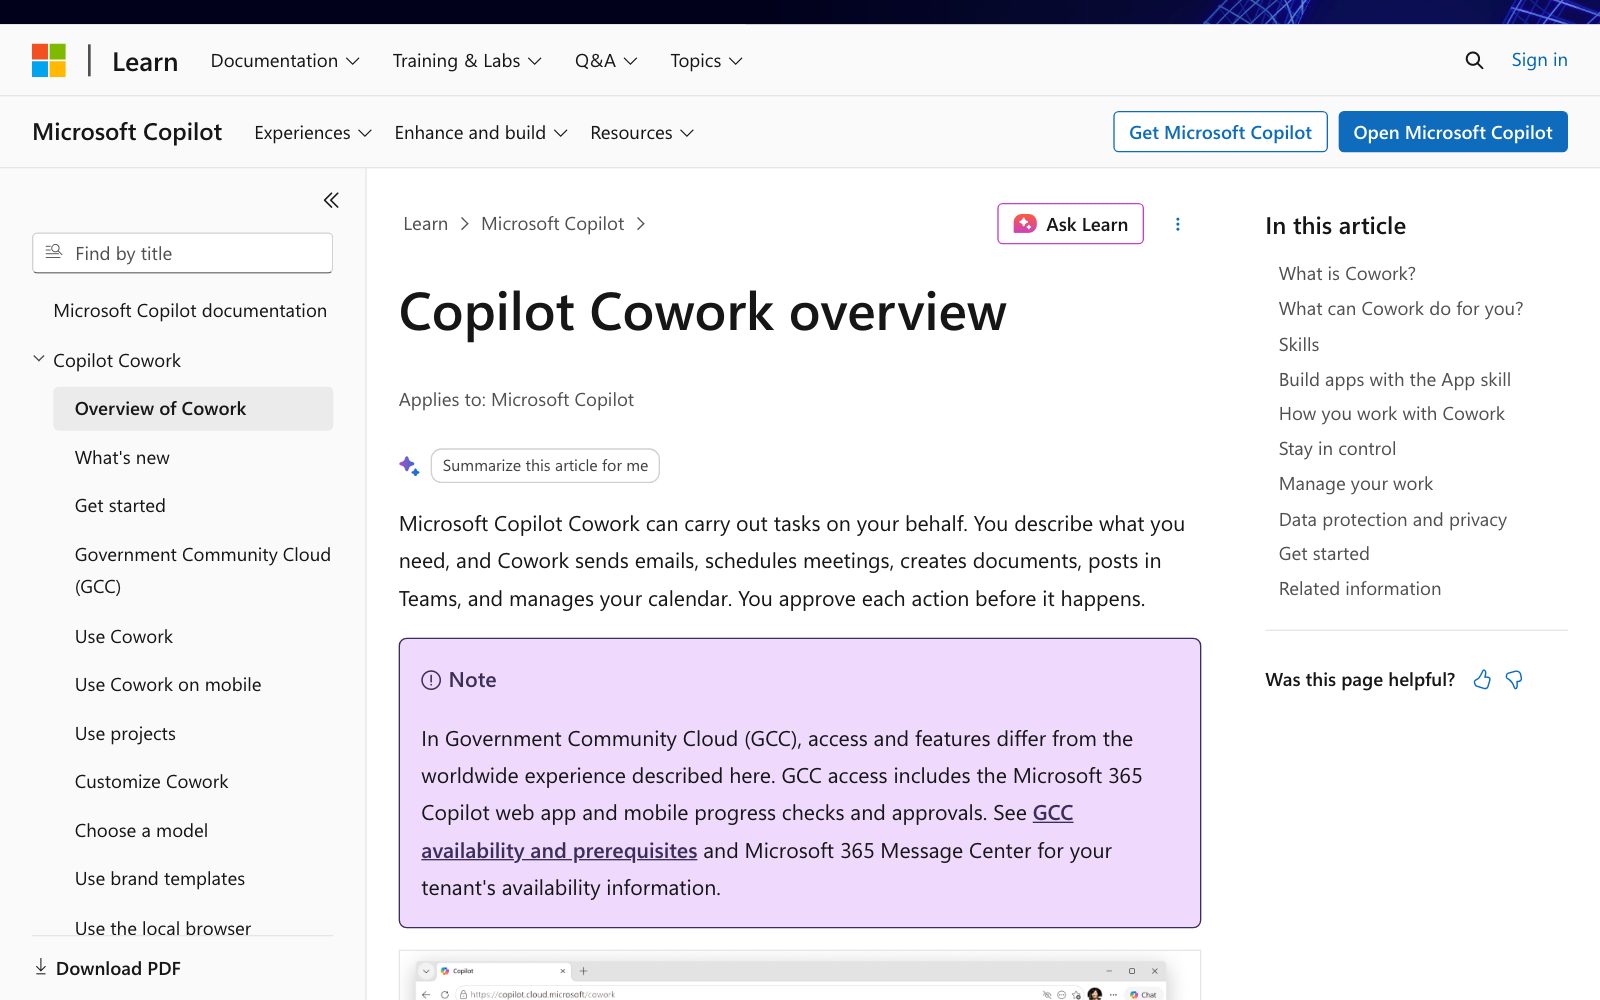 Learn
Documentation
Training & Labs
Q&A
Topics
Sign in
Microsoft Copilot
Experiences
Enhance and build
Resources
Get Microsoft Copilot
Open Microsoft Copilot
Find by title
Microsoft Copilot documentation
Copilot Cowork
Overview of Cowork
What's new
Get started
Government Community Cloud
(GCC)
Use Cowork
Use Cowork on mobile
Use projects
Customize Cowork
Choose a model
Use brand templates
Use the local browser
Download PDF
Learn
Microsoft Copilot
Ask Learn
Copilot Cowork overview
Applies to: Microsoft Copilot
Summarize this article for me
Microsoft Copilot Cowork can carry out tasks on your behalf. You describe what you
need, and Cowork sends emails, schedules meetings, creates documents, posts in
Teams, and manages your calendar. You approve each action before it happens.
Note
In Government Community Cloud (GCC), access and features differ from the
worldwide experience described here. GCC access includes the Microsoft 365
Copilot web app and mobile progress checks and approvals. See GCC
availability and prerequisites and Microsoft 365 Message Center for your
tenant's availability information.
Copilot
https://copilot.cloud.microsoft/cowork
Chat
In this article
What is Cowork?
What can Cowork do for you?
Skills
Build apps with the App skill
How you work with Cowork
Stay in control
Manage your work
Data protection and privacy
Get started
Related information
Was this page helpful?